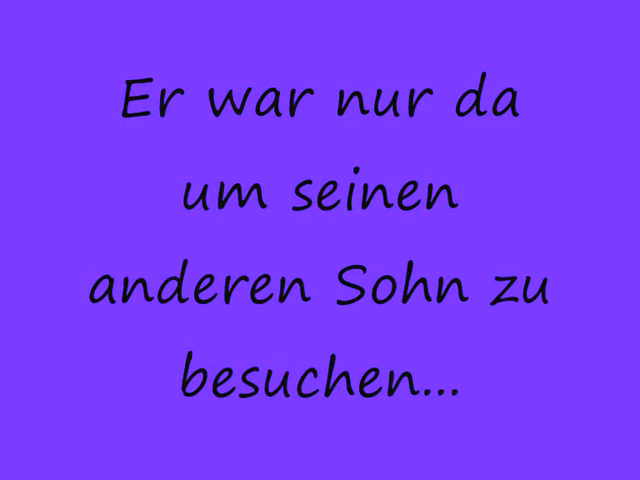 Er war nur da
um seinen
anderen Sohn zu
besuchen...